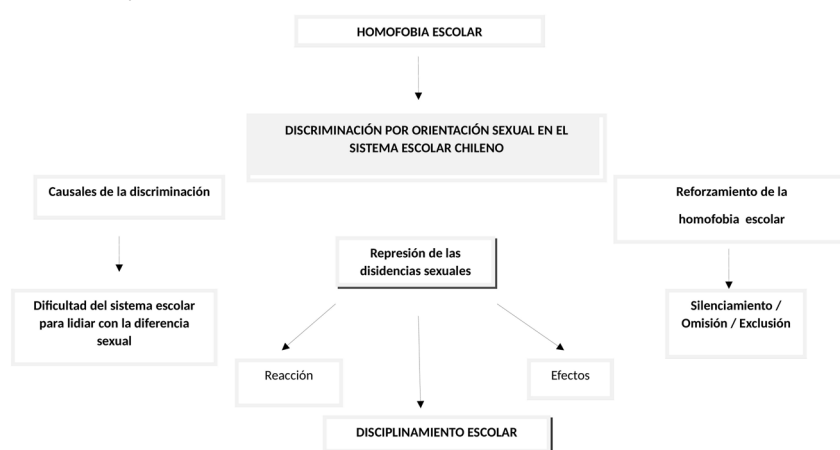 HOMOFOBIA ESCOLAR
DISCRIMINACIÓN POR ORIENTACIÓN SEXUAL EN EL
SISTEMA ESCOLAR CHILENO
Causales de la discriminación
Reforzamiento de la
homofobia escolar
Represión de las
disidencias sexuales
Dificultad del sistema escolar
para lidiar con la diferencia
sexual
Silenciamiento /
Omisión / Exclusión
Reacción
Efectos
DISCIPLINAMIENTO ESCOLAR